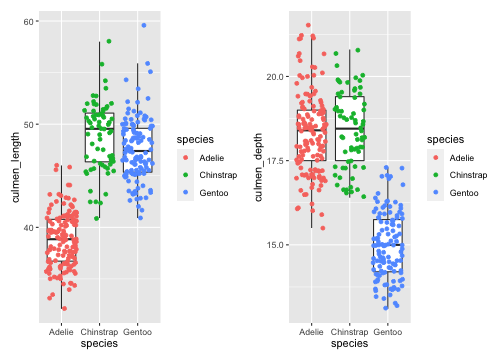 60
50
40
culmen_length
Adelie Chinstrap Gentoo
species
species
Adelie
Chinstrap
Gentoo
20.0
17.5
15.0
culmen_depth
Adelie Chinstrap Gentoo
species
species
Adelie
Chinstrap
Gentoo